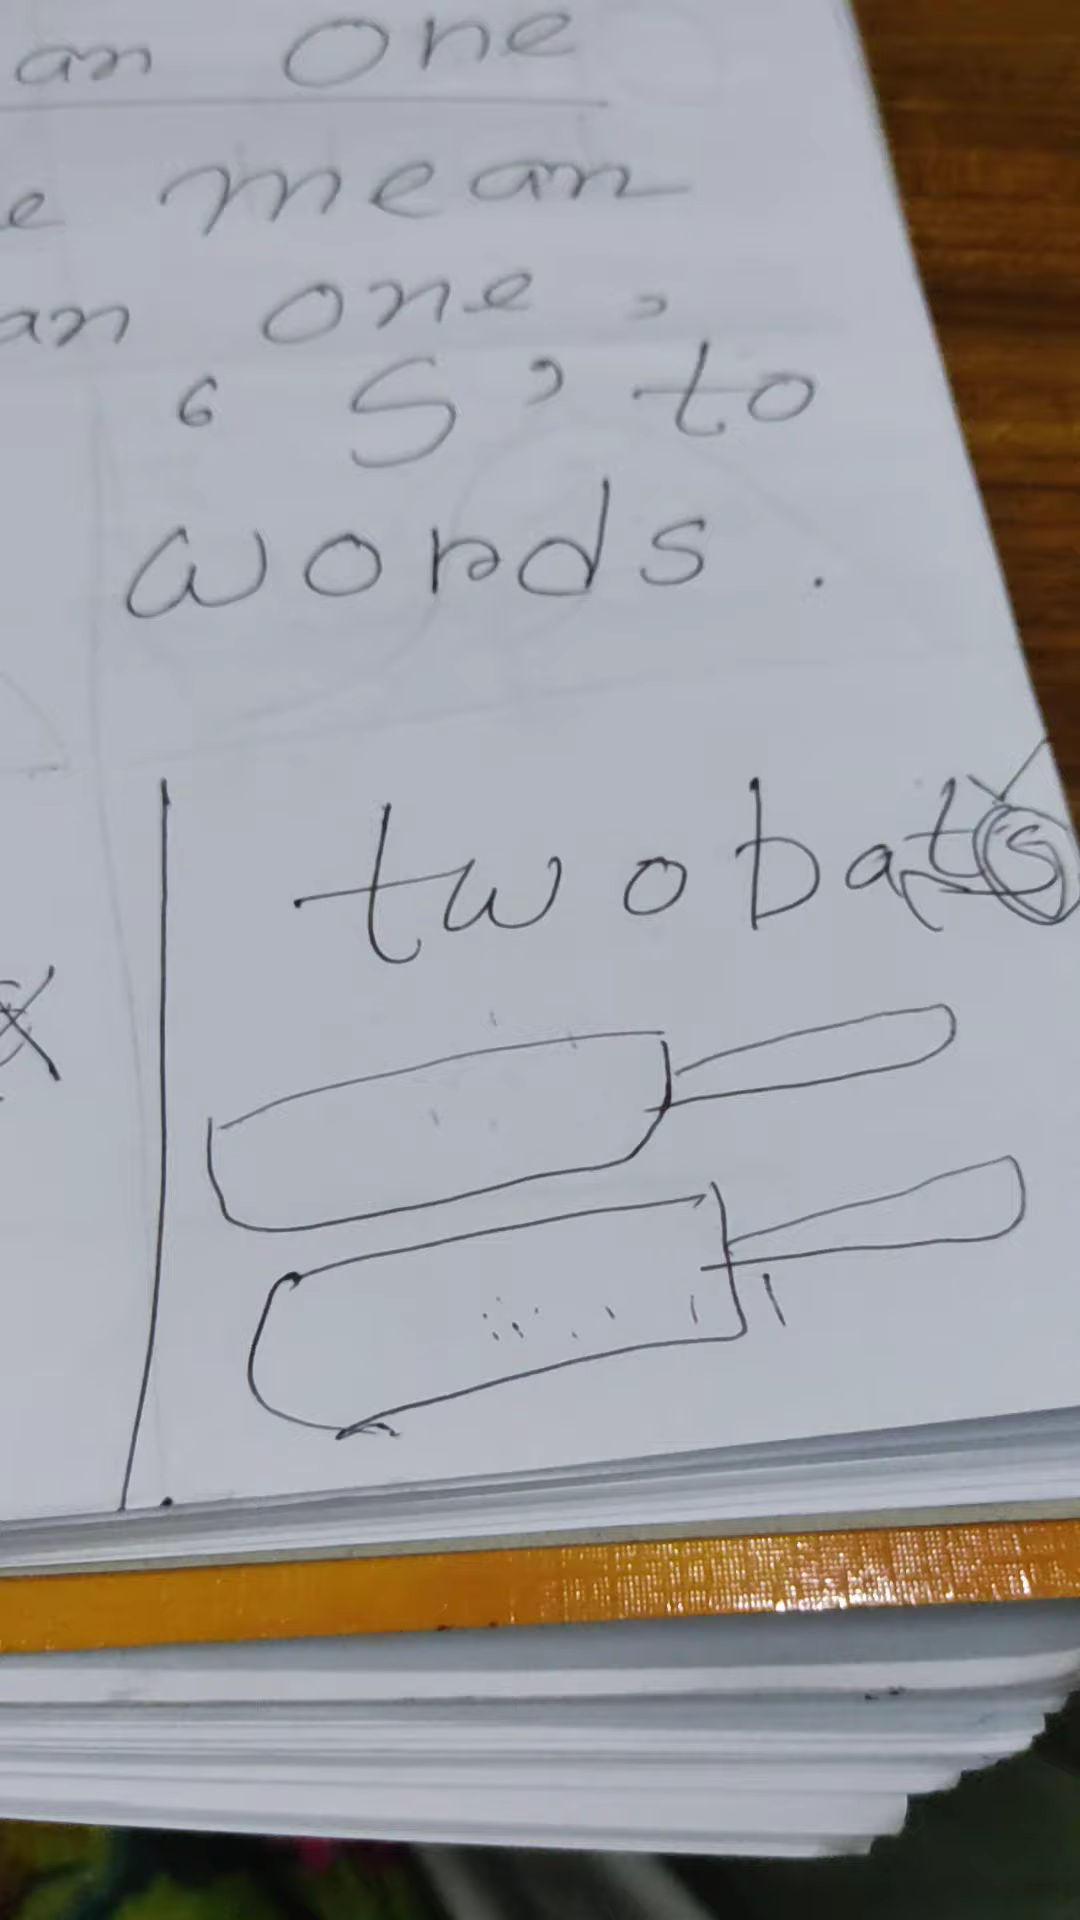 an one
e mean
an one,
' S ' to
words .
two bats